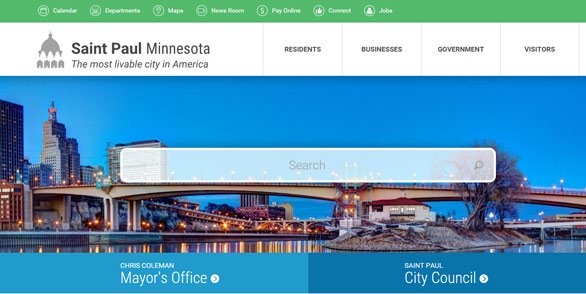 Calendar
Departments
Maps
News Room
Pay Online
Connect
Jobs
Saint Paul Minnesota
The most livable city in America
RESIDENTS
BUSINESSES
GOVERNMENT
VISITORS
Search
CHRIS COLEMAN
Mayor's Office
SAINT PAUL
City Council